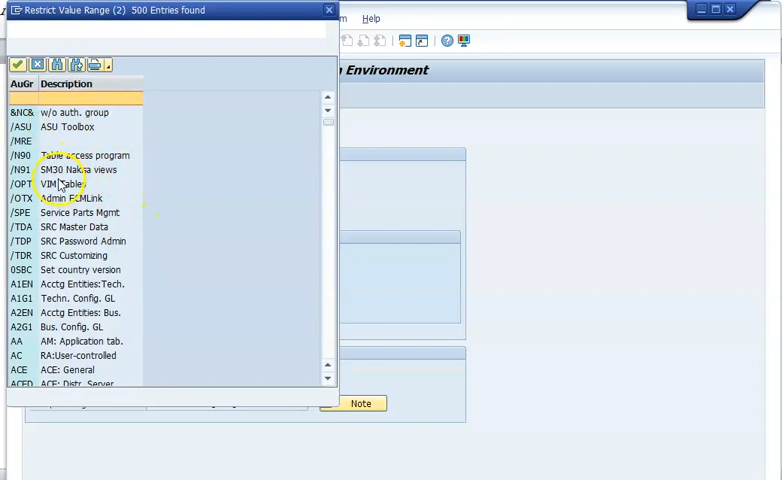 Restrict Value Range (2) 500 Entries found
Help
n Environment
AuGr Description
&NC& w/o auth. group
/ASU ASU Toolbox
/MRE
/N90 Table access program
/N91 SM30 Nakisa views
/OPT VIM Tables
/OTX Admin ECMLink
/SPE Service Parts Mgmt
/TDA SRC Master Data
/TDP SRC Password Admin
/TDR SRC Customizing
0SBC Set country version
A1EN Acctg Entities:Tech.
A1G1 Techn. Config. GL
A2EN Acctg Entities: Bus.
A2G1 Bus. Config. GL
AA AM: Application tab.
AC RA:User-controlled
ACE ACE: General
ACED ACE: Distr. Server
Note